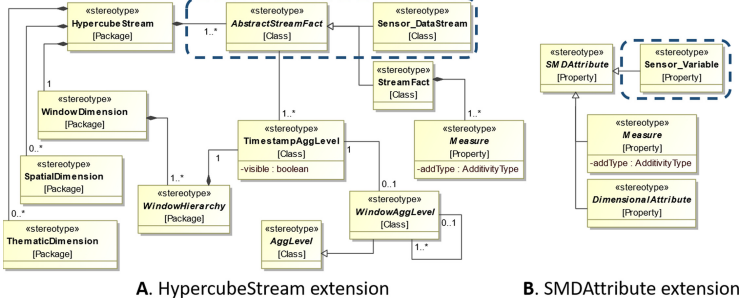 «stereotype»
HypercubeStream
[Package]
1..*
«stereotype»
AbstractStreamFact
[Class]
«stereotype»
Sensor_DataStream
[Class]
«stereotype»
StreamFact
[Class]
1
«stereotype»
WindowDimension
[Package]
1..*
1..*
«stereotype»
TimestampAggLevel
[Class]
-visible : boolean
«stereotype»
Measure
[Property]
-addType : AdditivityType
0..*
«stereotype»
SpatialDimension
[Package]
1..*
1
1
0..1
«stereotype»
WindowHierarchy
[Package]
«stereotype»
WindowAggLevel
[Class]
0..1
1..*
0..*
«stereotype»
ThematicDimension
[Package]
«stereotype»
AggLevel
[Class]
A. HypercubeStream extension
«stereotype»
SMDAttribute
[Property]
«stereotype»
Sensor_Variable
[Property]
«stereotype»
Measure
[Property]
-addType : AdditivityType
«stereotype»
DimensionalAttribute
[Property]
B. SMDAttribute extension